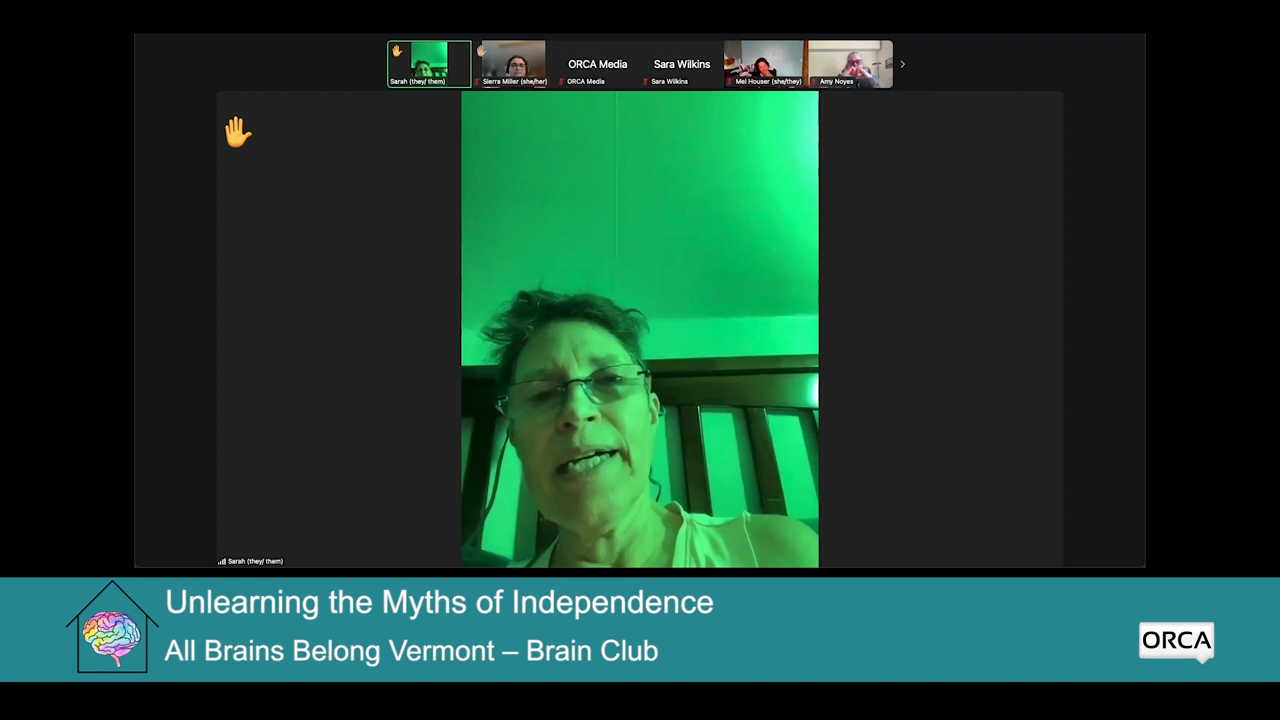 ORCA Media
Sara Wilkins
Sarah (they/ them)
Sierra Miller (she/her)
ORCA Media
Sara Wilkins
Mel Houser (she/they)
Amy Noyes
Sarah (they/ them)
Unlearning the Myths of Independence
All Brains Belong Vermont – Brain Club
ORCA